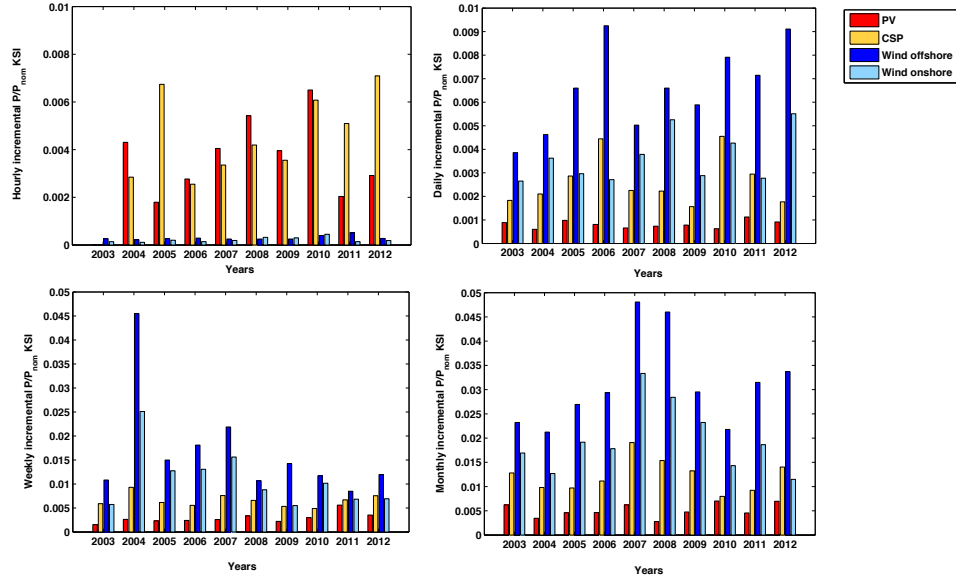 0.01
0.008
0.006
0.004
0.002
0
Hourly incremental P/Pnom KSI
2003 2004 2005 2006 2007 2008 2009 2010 2011 2012
Years
0.01
0.009
0.008
0.007
0.006
0.005
0.004
0.003
0.002
0.001
0
Daily incremental P/Pnom KSI
2003 2004 2005 2006 2007 2008 2009 2010 2011 2012
Years
PV
CSP
Wind offshore
Wind onshore
0.05
0.045
0.04
0.035
0.03
0.025
0.02
0.015
0.01
0.005
0
Weekly incremental P/Pnom KSI
2003 2004 2005 2006 2007 2008 2009 2010 2011 2012
Years
0.05
0.045
0.04
0.035
0.03
0.025
0.02
0.015
0.01
0.005
0
Monthly incremental P/Pnom KSI
2003 2004 2005 2006 2007 2008 2009 2010 2011 2012
Years